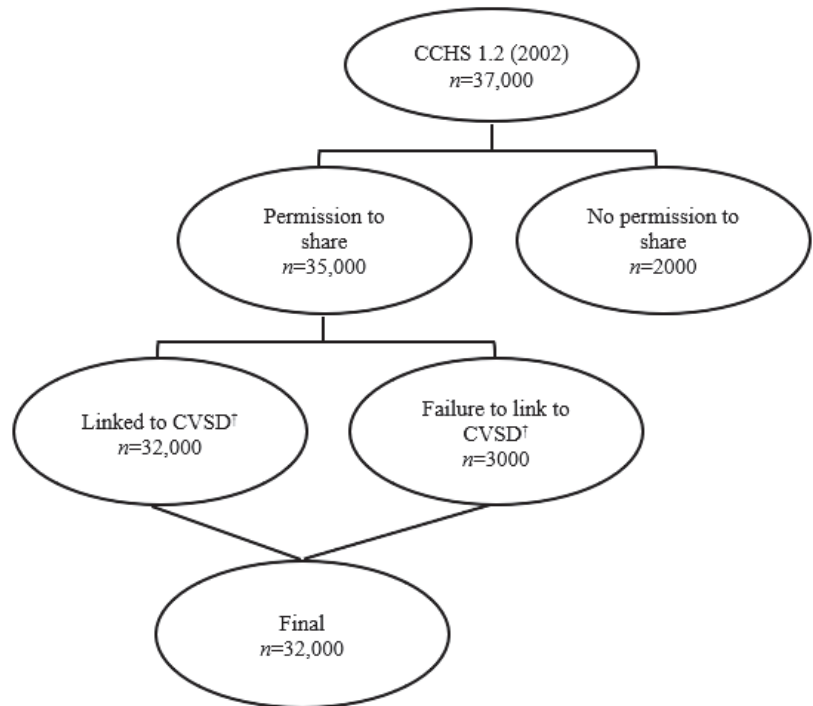 CCHS 1.2 (2002)
n=37,000
Permission to
share
n=35,000
No permission to
share
n=2000
Linked to CVSD†
n=32,000
Failure to link to
CVSD†
n=3000
Final
n=32,000